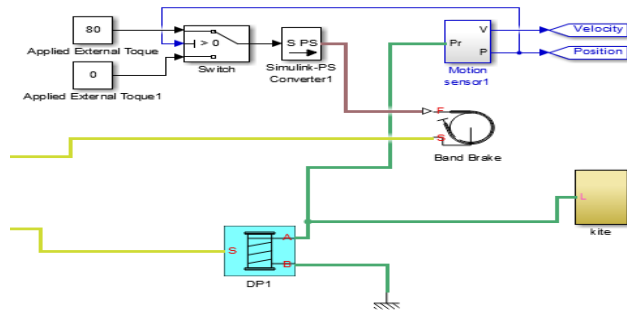 80
Applied External Toque
0
Applied External Toque1
> 0
Switch
S PS
Simulink-PS
Converter1
Pr
V
P
Motion
sensor1
Velocity
Position
F
S
Band Brake
L
kite
S
A
B
DP1